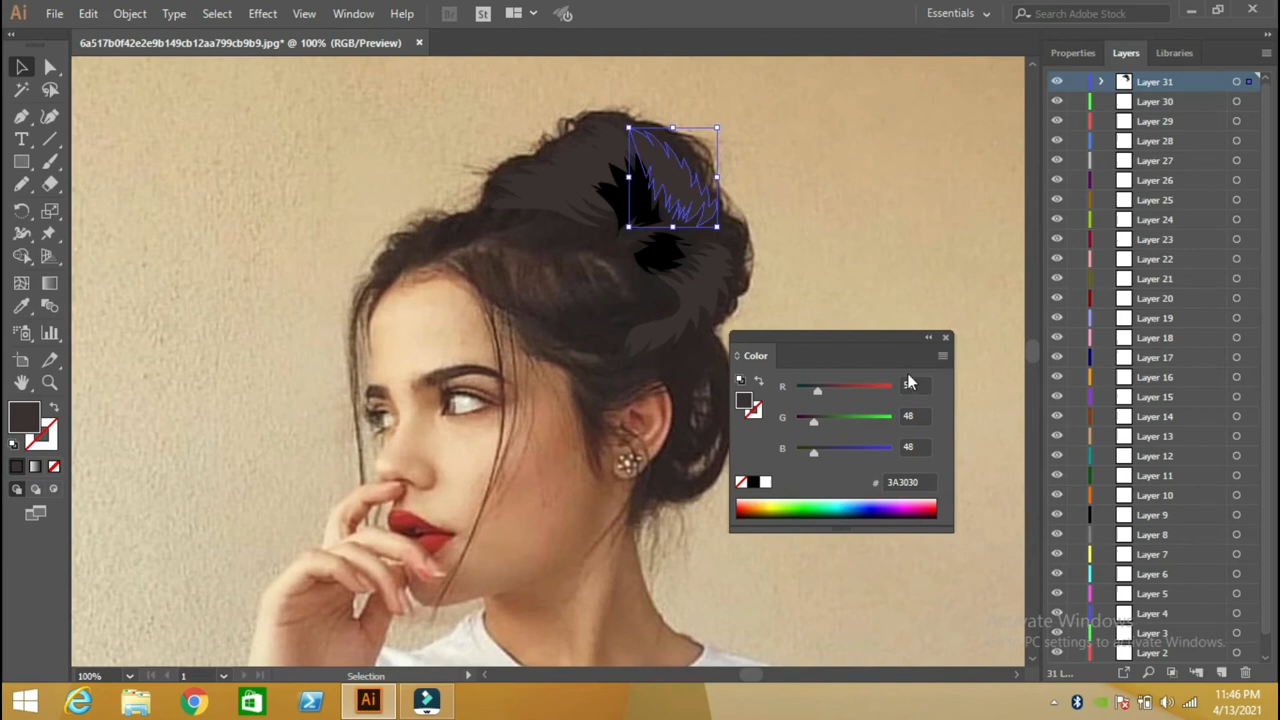 Ai File Edit Object Type Select Effect View Window Help Br St Essentials Search Adobe Stock
6a517b0f42e2e9b149cb12aa799cb9b9.jpg* @ 100% (RGB/Preview)
Properties Layers Libraries
Layer 31
Layer 30
Layer 29
Layer 28
Layer 27
Layer 26
Layer 25
Layer 24
Layer 23
Layer 22
Layer 21
Layer 20
Layer 19
Layer 18
Layer 17
Layer 16
Layer 15
Layer 14
Layer 13
Layer 12
Layer 11
Layer 10
Layer 9
Layer 8
Layer 7
Layer 6
Layer 5
Layer 4
Layer 3
Layer 2
Color
R
G 48
B 48
# 3A3030
Activate Windows
PC settings to activate Windows.
100% 1 Selection
31 L...
Ai
11:46 PM
4/13/2021